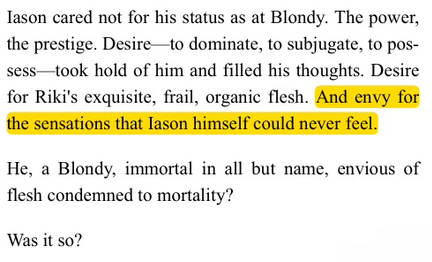 Iason cared not for his status as at Blondy. The power,
the prestige. Desire—to dominate, to subjugate, to pos-
sess—took hold of him and filled his thoughts. Desire
for Riki's exquisite, frail, organic flesh. And envy for
the sensations that Iason himself could never feel.
He, a Blondy, immortal in all but name, envious of
flesh condemned to mortality?
Was it so?